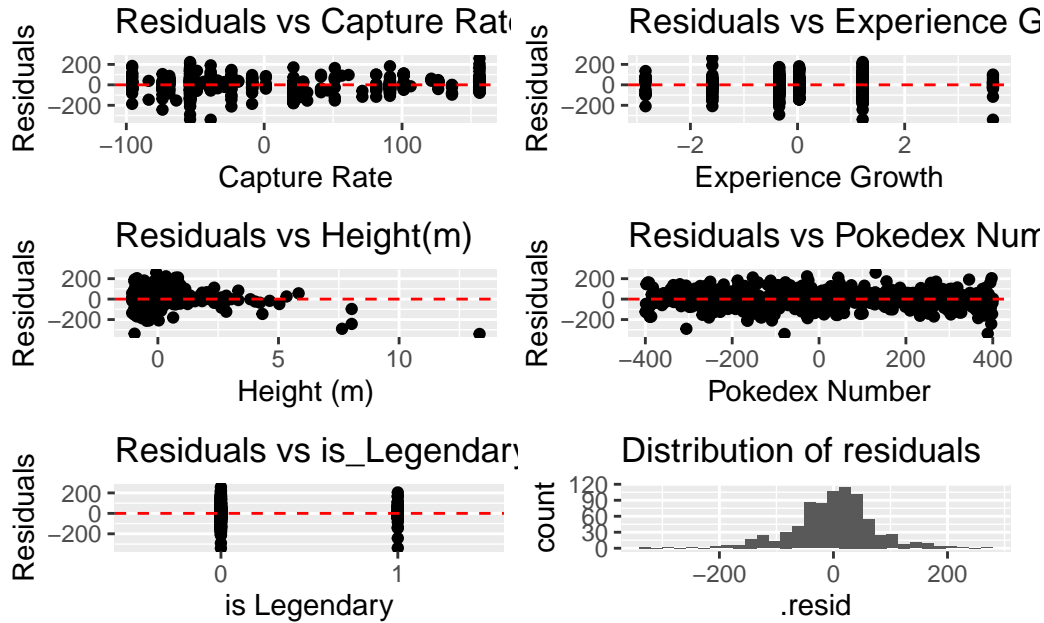 Residuals vs Capture Rate
Residuals
200
0
−200
−100 0 100
Capture Rate
Residuals vs Experience G
Residuals
200
0
−200
−2 0 2
Experience Growth
Residuals vs Height(m)
Residuals
200
0
−200
0 5 10
Height (m)
Residuals vs Pokedex Num
Residuals
200
0
−200
−400 −200 0 200 400
Pokedex Number
Residuals vs is_Legendary
Residuals
200
0
−200
0 1
is Legendary
Distribution of residuals
count
120
90
60
30
0
−200 0 200
.resid